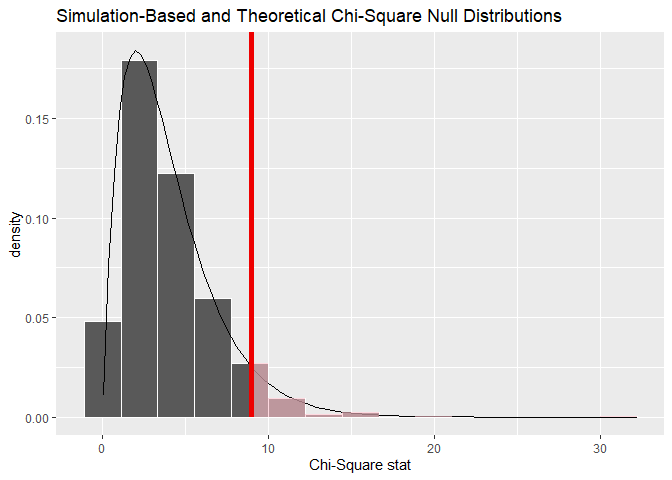 Simulation-Based and Theoretical Chi-Square Null Distributions
density
0.15
0.10
0.05
0.00
0
10
20
30
Chi-Square stat